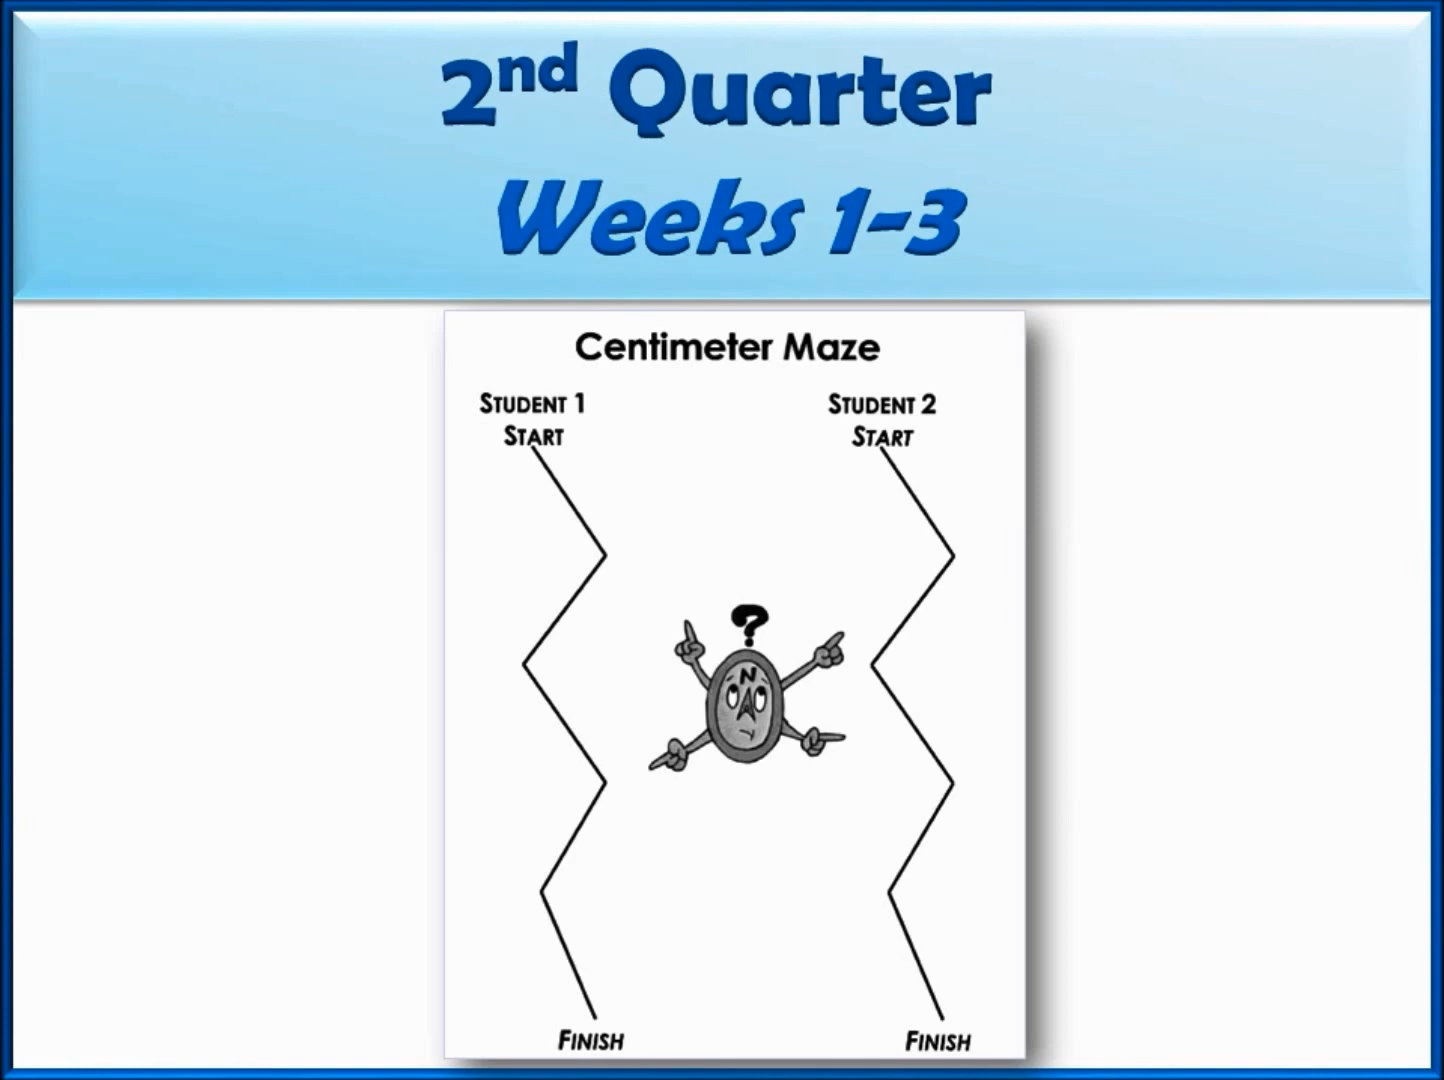 2nd Quarter
Weeks 1-3
Centimeter Maze
STUDENT 1
START
STUDENT 2
START
?
N
FINISH
FINISH